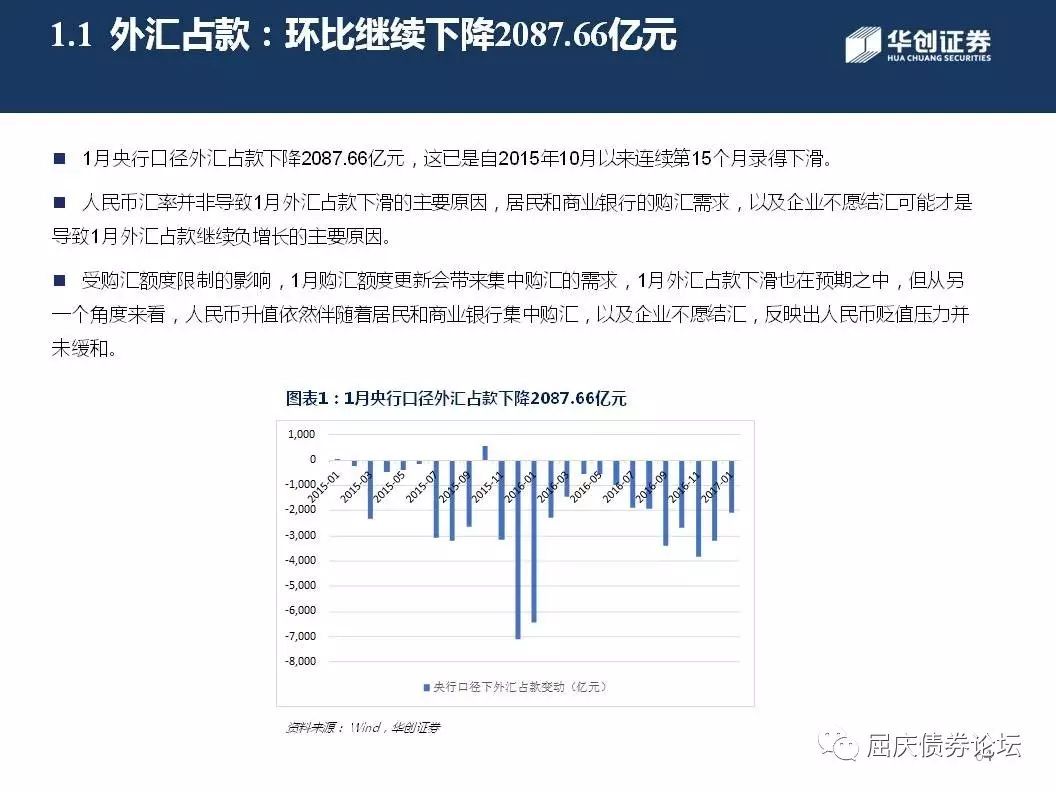 1.1 外汇占款：环比继续下降2087.66亿元
华创证券
HUA CHUANG SECURITIES
■ 1月央行口径外汇占款下降2087.66亿元，这已是自2015年10月以来连续第15个月录得下滑。
■ 人民币汇率并非导致1月外汇占款下滑的主要原因，居民和商业银行的购汇需求，以及企业不愿结汇可能才是
导致1月外汇占款继续负增长的主要原因。
■ 受购汇额度限制的影响，1月购汇额度更新会带来集中购汇的需求，1月外汇占款下滑也在预期之中，但从另
一个角度来看，人民币升值依然伴随着居民和商业银行集中购汇，以及企业不愿结汇，反映出人民币贬值压力并
未缓和。
图表1：1月央行口径外汇占款下降2087.66亿元
1,000
0
-1,000
-2,000
-3,000
-4,000
-5,000
-6,000
-7,000
-8,000
2015-01
2015-03
2015-05
2015-07
2015-09
2015-11
2016-01
2016-03
2016-05
2016-07
2016-09
2016-11
2017-01
■央行口径下外汇占款变动（亿元）
资料来源：Wind，华创证券
屈庆债券论坛